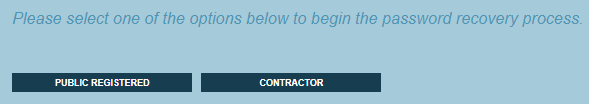 Please select one of the options below to begin the password recovery process.
PUBLIC REGISTERED CONTRACTOR